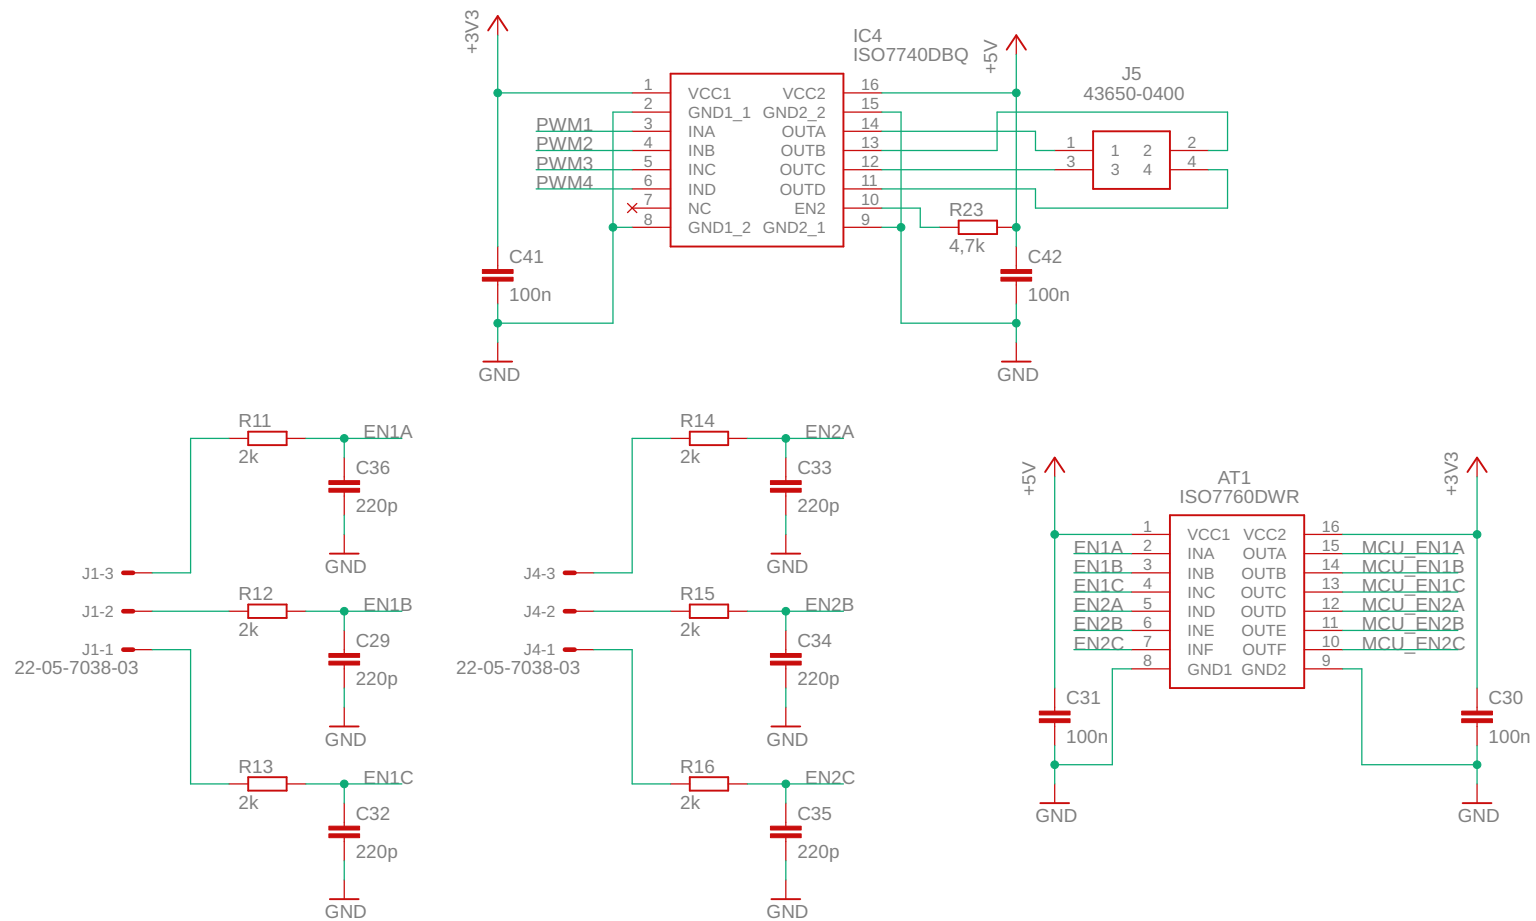 +3V3
IC4
ISO7740DBQ
+5V
J5
43650-0400
1 VCC1 VCC2 16
2 GND1_1 GND2_2 15
PWM1 3 INA OUTA 14
PWM2 4 INB OUTB 13
PWM3 5 INC OUTC 12
PWM4 6 IND OUTD 11
7 NC EN2 10
8 GND1_2 GND2_1 9
1 1 2 2
3 3 4 4
R23
4,7k
C41
100n
C42
100n
GND
GND
R11
2k
EN1A
C36
220p
GND
J1-3
J1-2
J1-1
22-05-7038-03
R12
2k
EN1B
C29
220p
GND
R13
2k
EN1C
C32
220p
GND
R14
2k
EN2A
C33
220p
GND
J4-3
J4-2
J4-1
22-05-7038-03
R15
2k
EN2B
C34
220p
GND
R16
2k
EN2C
C35
220p
GND
+5V
AT1
ISO7760DWR
+3V3
1 VCC1 VCC2 16
EN1A 2 INA OUTA 15 MCU_EN1A
EN1B 3 INB OUTB 14 MCU_EN1B
EN1C 4 INC OUTC 13 MCU_EN1C
EN2A 5 IND OUTD 12 MCU_EN2A
EN2B 6 INE OUTE 11 MCU_EN2B
EN2C 7 INF OUTF 10 MCU_EN2C
8 GND1 GND2 9
C31
100n
C30
100n
GND
GND